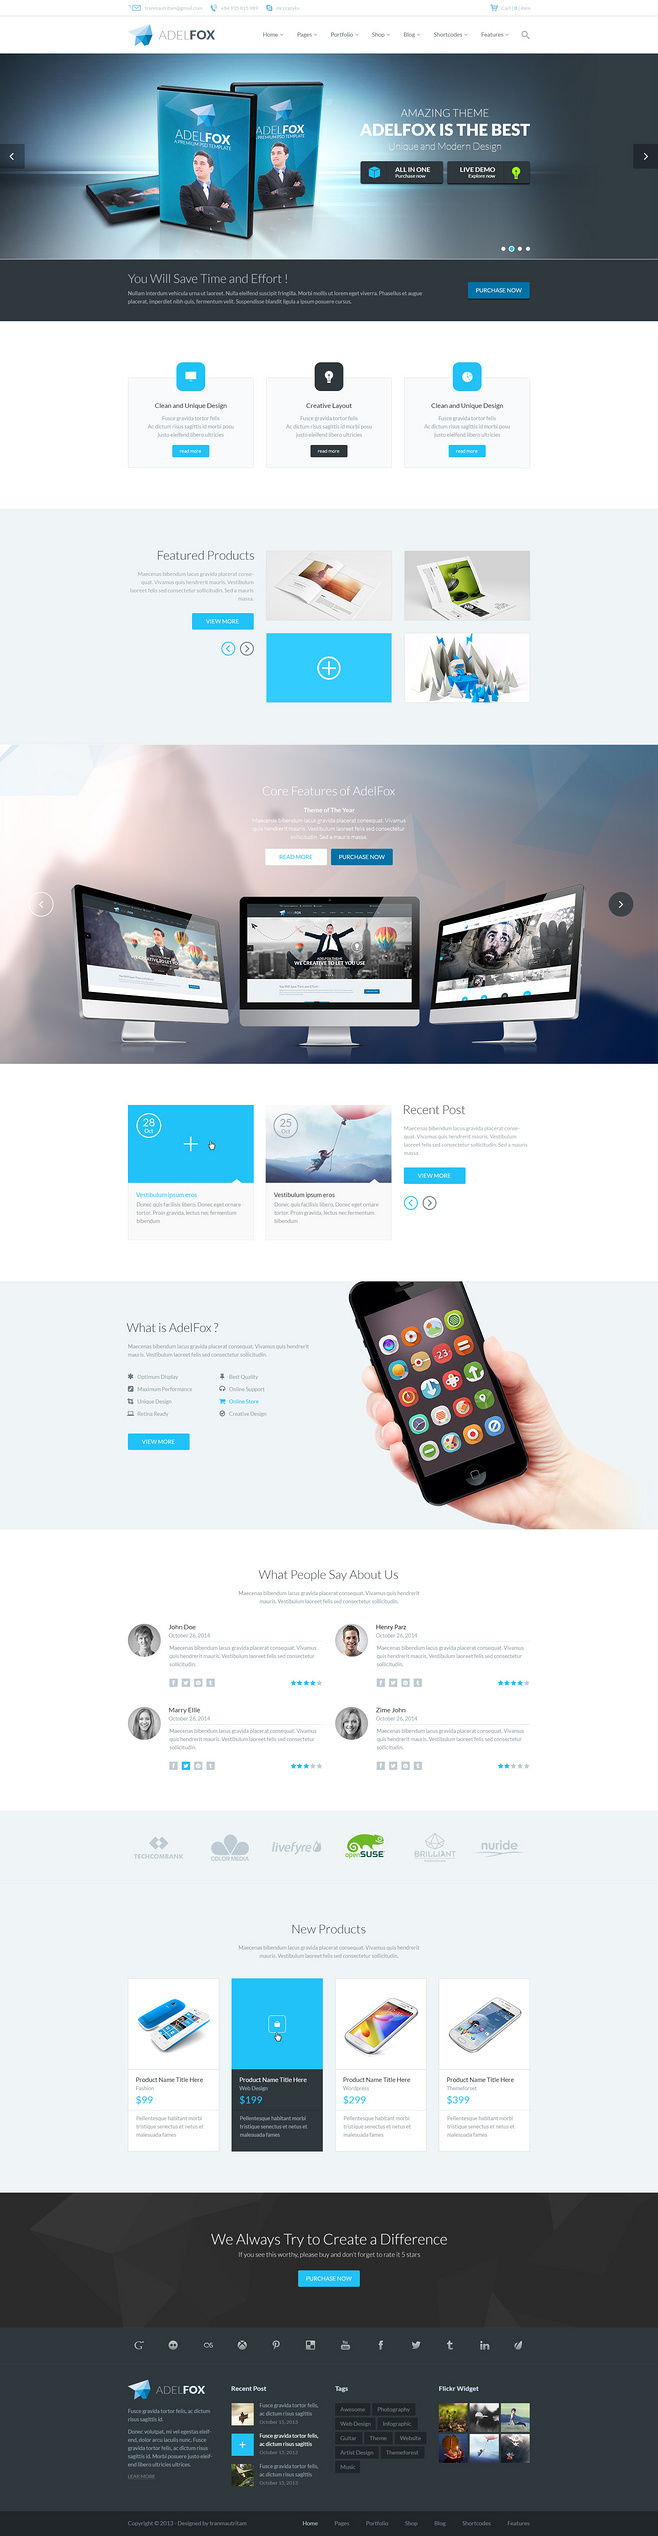 tranmautritam@gmail.com
+84 935 815 989
Cart [ 0 ] item
ADELFOX
Home
Pages
Portfolio
Shop
Blog
Shortcodes
Features
ADELFOX
A PREMIUM PSD TEMPLATE
ADELFOX
A PREMIUM PSD TEMPLATE
AMAZING THEME
ADELFOX IS THE BEST
Unique and Modern Design
ALL IN ONE
Purchase now
LIVE DEMO
Explore now
You Will Save Time and Effort !
Nullam interdum vehicula urna ut laoreet. Nulla eleifend suscipit fringilla. Morbi mollis ut lorem eget viverra. Phasellus et augue
placerat, imperdiet nibh quis, fermentum velit. Suspendisse blandit ligula a ipsum posuere cursus.
PURCHASE NOW
Clean and Unique Design
Fusce gravida tortor felis
Ac dictum risus sagittis id morbi posu
justo eleifend libero ultricies
read more
Creative Layout
Fusce gravida tortor felis
Ac dictum risus sagittis id morbi posu
justo eleifend libero ultricies
read more
Clean and Unique Design
Fusce gravida tortor felis
Ac dictum risus sagittis id morbi posu
justo eleifend libero ultricies
read more
Featured Products
Maecenas bibendum lacus gravida placerat conse-
quat. Vivamus quis hendrerit mauris. Vestibulum
laoreet felis sed consectetur sollicitudin. Sed a mauris
massa.
VIEW MORE
Core Features of AdelFox
Theme of The Year
Maecenas bibendum lacus gravida placerat consequat. Vivamus
quis hendrerit mauris. Vestibulum laoreet felis sed consectetur
sollicitudin. Sed a mauris massa.
READ MORE
PURCHASE NOW
ADELFOX THEME
WE CREATIVE TO LET YOU USE
28
Oct
Vestibulum ipsum eros
Donec quis facilisis libero. Donec eget ornare
tortor. Proin gravida, lectus nec fermentum
bibendum
25
Oct
Vestibulum ipsum eros
Donec quis facilisis libero. Donec eget ornare
tortor. Proin gravida, lectus nec fermentum
bibendum
Recent Post
Maecenas bibendum lacus gravida placerat conse-
quat. Vivamus quis hendrerit mauris, Vestibulum
laoreet felis sed consectetur sollicitudin. Sed a mauris
massa.
VIEW MORE
What is AdelFox ?
Maecenas bibendum lacus gravida placerat consequat. Vivamus quis hendrerit
mauris. Vestibulum laoreet felis sed consectetur sollicitudin.
Optimum Display
Best Quality
Maximum Performance
Online Support
Unique Design
Online Store
Retina Ready
Creative Design
VIEW MORE
23
What People Say About Us
Maecenas bibendum lacus gravida placerat consequat. Vivamus quis hendrerit
mauris. Vestibulum laoreet felis sed consectetur sollicitudin.
John Doe
October 26, 2014
Maecenas bibendum lacus gravida placerat consequat. Vivamus
quis hendrerit mauris. Vestibulum laoreet felis sed consectetur
sollicitudin.
Henry Parz
October 26, 2014
Maecenas bibendum lacus gravida placerat consequat. Vivamus
quis hendrerit mauris. Vestibulum laoreet felis sed consectetur
sollicitudin.
Marry Ellie
October 26, 2014
Maecenas bibendum lacus gravida placerat consequat. Vivamus
quis hendrerit mauris. Vestibulum laoreet felis sed consectetur
sollicitudin.
Zime John
October 26, 2014
Maecenas bibendum lacus gravida placerat consequat. Vivamus
quis hendrerit mauris. Vestibulum laoreet felis sed consectetur
sollicitudin.
TECHCOMBANK
COLOR MEDIA
livefyre
openSUSE
BRILLIANT
nuride
New Products
Maecenas bibendum lacus gravida placerat consequat. Vivamus quis hendrerit
mauris. Vestibulum laoreet felis sed consectetur sollicitudin.
Product Name Title Here
Fashion
$99
Pellentesque habitant morbi
tristique senectus et netus et
malesuada fames
Product Name Title Here
Web Design
$199
Pellentesque habitant morbi
tristique senectus et netus et
malesuada fames
Product Name Title Here
Wordpress
$299
Pellentesque habitant morbi
tristique senectus et netus et
malesuada fames
Product Name Title Here
Themeforset
$399
Pellentesque habitant morbi
tristique senectus et netus et
malesuada fames
We Always Try to Create a Difference
If you see this worthy, please buy and don't forget to rate it 5 stars
PURCHASE NOW
ADELFOX
Fusce gravida tortor felis, ac dictum
risus sagittis id.
Donec volutpat, mi vel egestas eleif-
end, dolor arcu iaculis nunc. Fusce
gravida tortor felis, ac dictum risus
sagittis id. Morbi posuere justo eleif-
end libero ultricies ultrices.
LEAR MORE
Recent Post
Fusce gravida tortor felis,
ac dictum risus sagittis
October 15, 2013
Fusce gravida tortor felis,
ac dictum risus sagittis
October 15, 2013
Fusce gravida tortor felis,
ac dictum risus sagittis
October 15, 2013
Tags
Awesome
Photography
Web Design
Infographic
Guitar
Theme
Website
Artist Design
Themeforest
Music
Flickr Widget
Copyright © 2013 - Designed by tranmautritam
Home
Pages
Portfolio
Shop
Blog
Shortcodes
Features